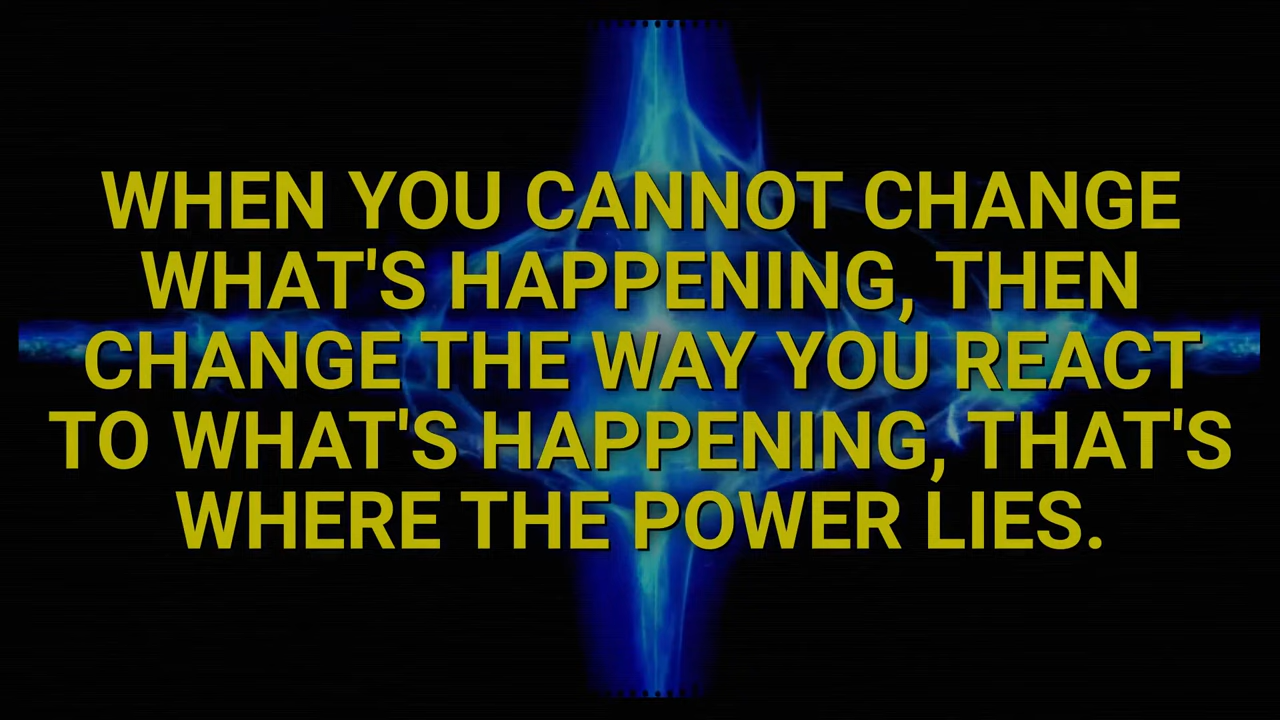 WHEN YOU CANNOT CHANGE
WHAT'S HAPPENING, THEN
CHANGE THE WAY YOU REACT
TO WHAT'S HAPPENING, THAT'S
WHERE THE POWER LIES.